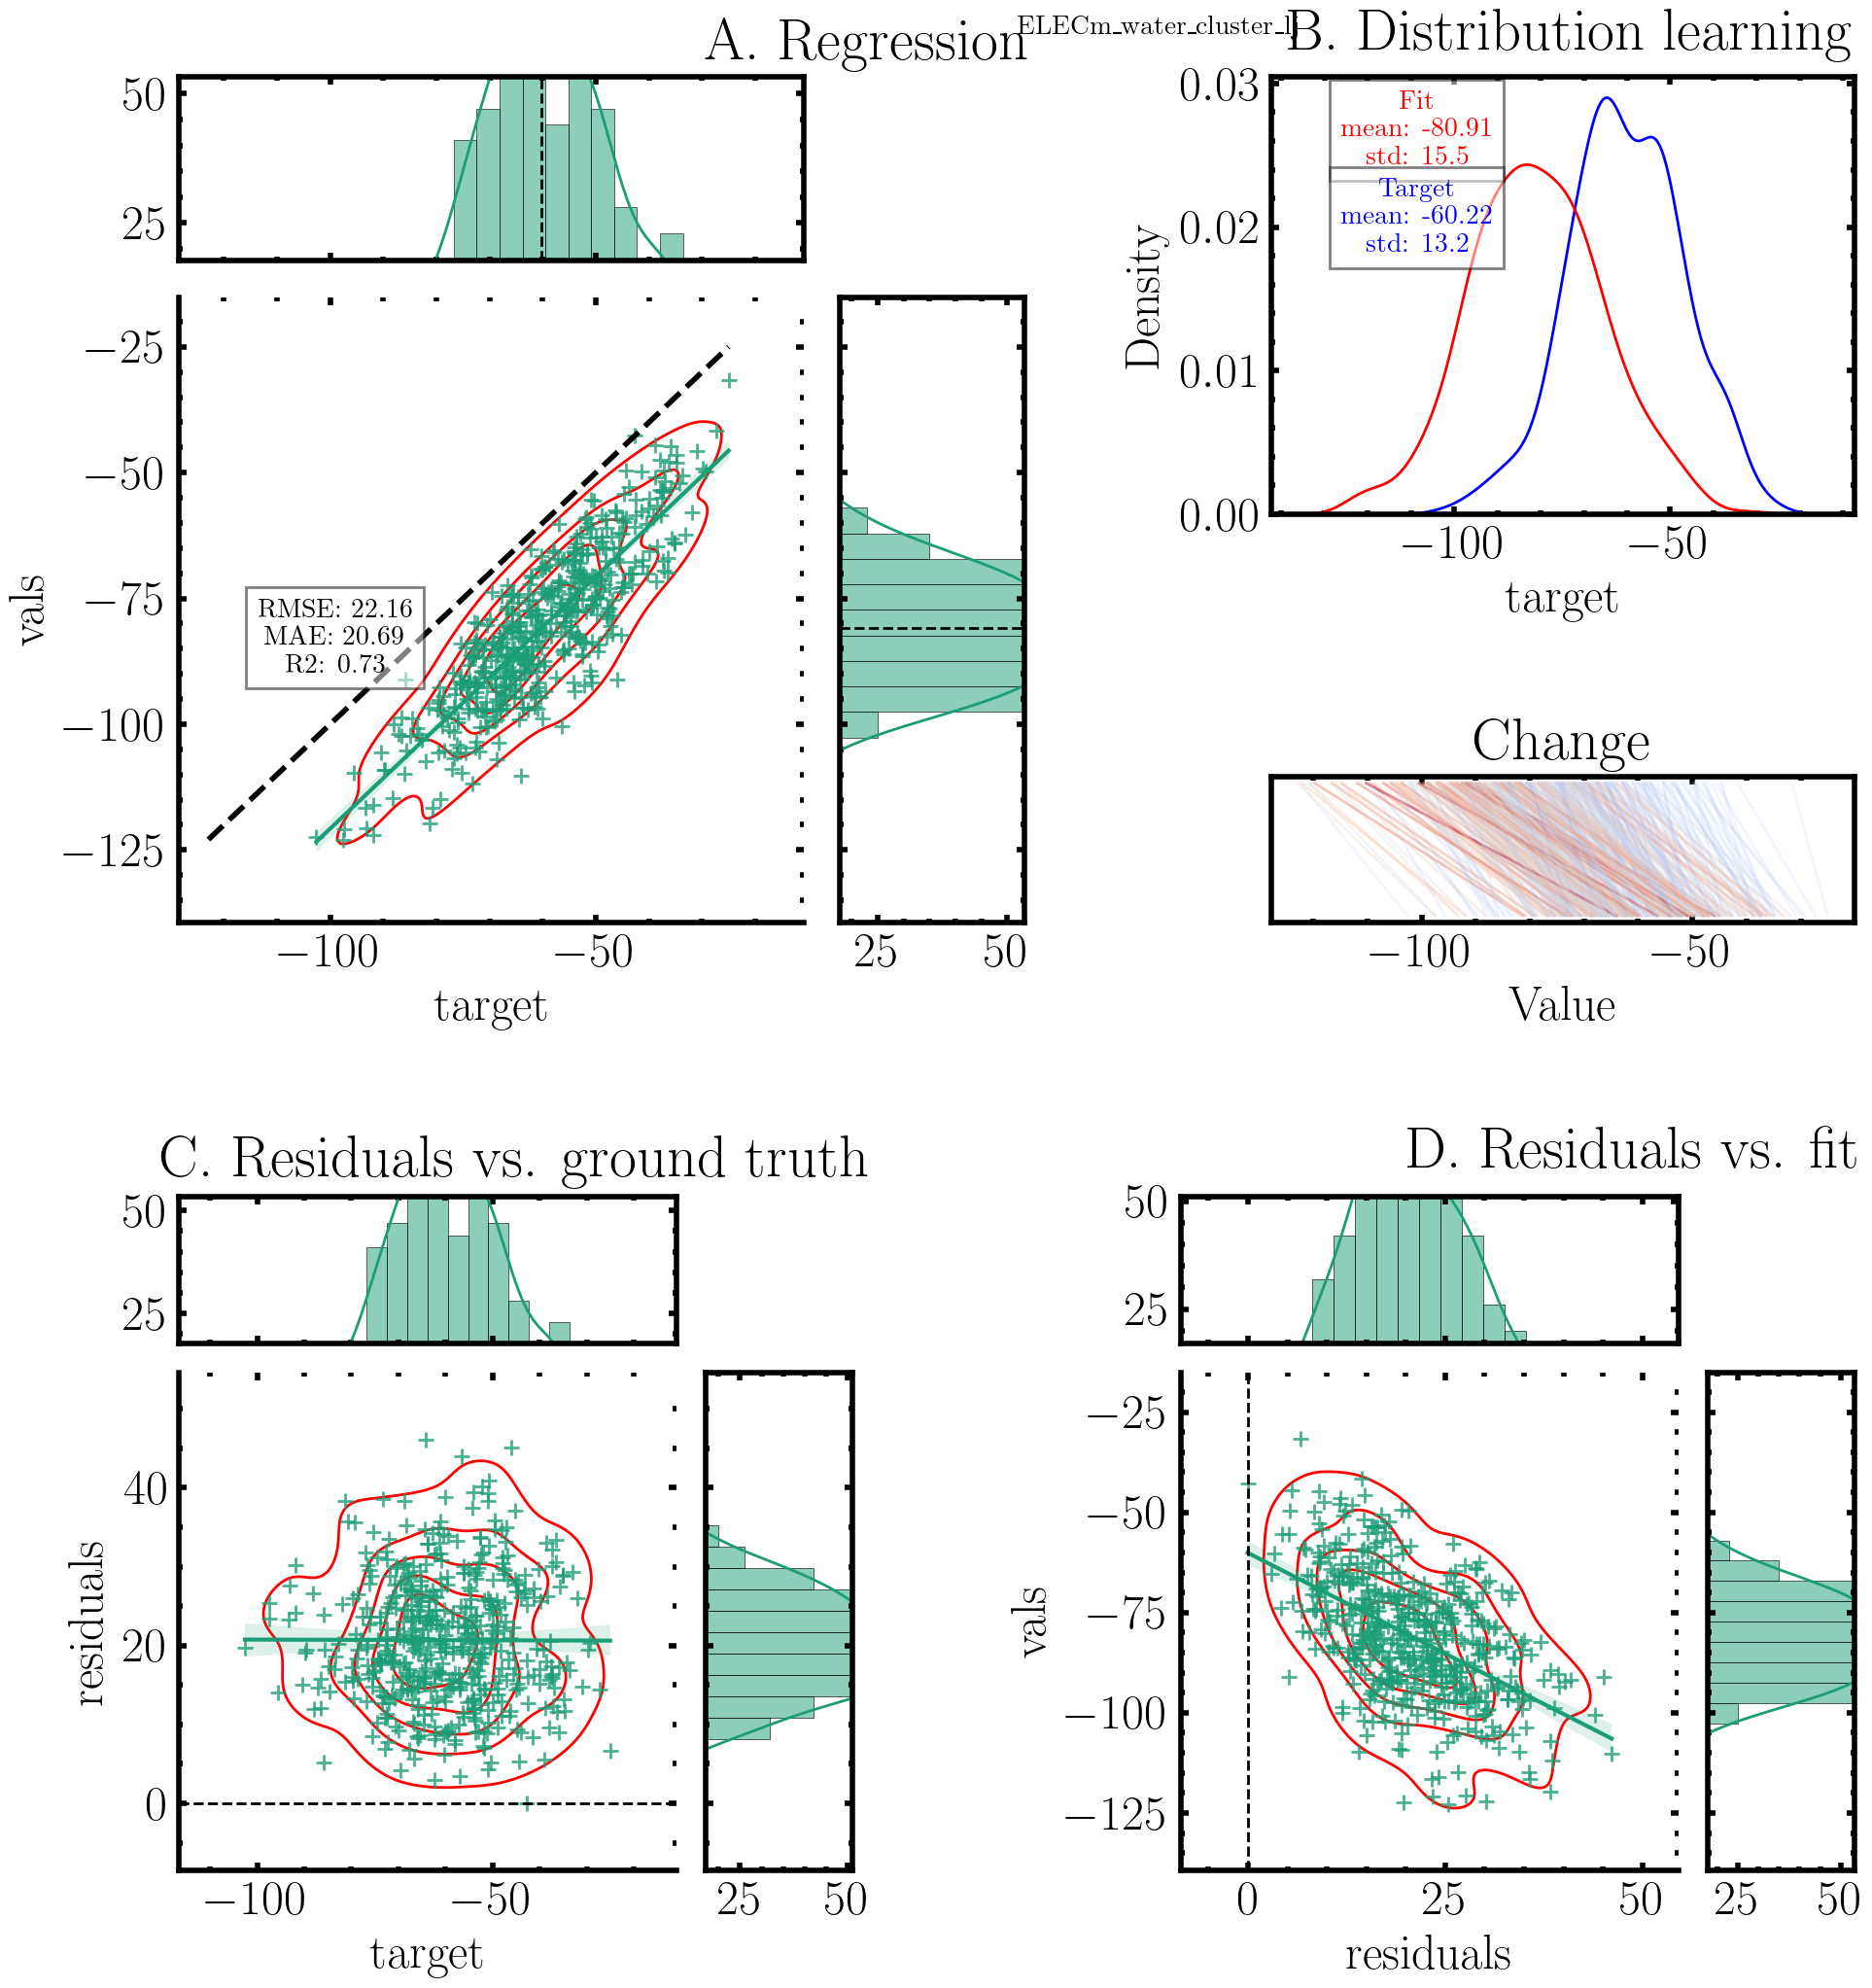 A. Regression
ELECm_water_cluster_lj
B. Distribution learning
50
25
−25
−50
−75
−100
−125
vals
RMSE: 22.16
MAE: 20.69
R2: 0.73
−100
−50
target
25
50
0.03
0.02
0.01
0.00
Density
Fit
mean: -80.91
std: 15.5
Target
mean: -60.22
std: 13.2
−100
−50
target
Change
−100
−50
Value
C. Residuals vs. ground truth
50
25
40
20
0
residuals
−100
−50
target
25
50
D. Residuals vs. fit
50
25
−25
−50
−75
−100
−125
vals
0
25
50
residuals
25
50